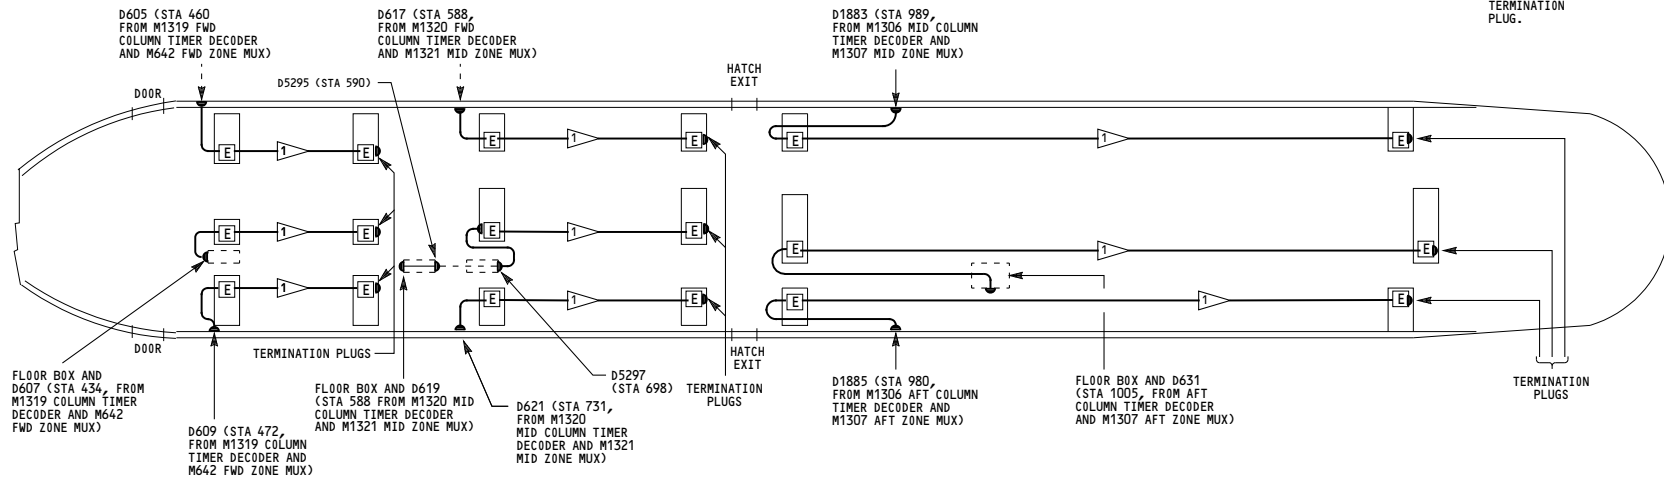 TERMINATION
PLUG.
D605 (STA 460
FROM M1319 FWD
COLUMN TIMER DECODER
AND M642 FWD ZONE MUX)
D617 (STA 588,
FROM M1320 FWD
COLUMN TIMER DECODER
AND M1321 MID ZONE MUX)
D1883 (STA 989,
FROM M1306 MID COLUMN
TIMER DECODER AND
M1307 MID ZONE MUX)
D5295 (STA 590)
HATCH
EXIT
DOOR
E
1
E
E
1
E
E
1
E
E
1
E
E
1
E
E
1
E
E
1
E
E
1
E
E
1
E
DOOR
TERMINATION PLUGS
HATCH
EXIT
FLOOR BOX AND
D607 (STA 434, FROM
M1319 COLUMN TIMER
DECODER AND M642
FWD ZONE MUX)
D609 (STA 472,
FROM M1319 COLUMN
TIMER DECODER AND
M642 FWD ZONE MUX)
FLOOR BOX AND D619
(STA 588 FROM M1320 MID
COLUMN TIMER DECODER
AND M1321 MID ZONE MUX)
D621 (STA 731,
FROM M1320
MID COLUMN TIMER
DECODER AND M1321
MID ZONE MUX)
D5297
(STA 698)
TERMINATION
PLUGS
D1885 (STA 980,
FROM M1306 AFT COLUMN
TIMER DECODER AND
M1307 AFT ZONE MUX)
FLOOR BOX AND D631
(STA 1005, FROM AFT
COLUMN TIMER DECODER
AND M1307 AFT ZONE MUX)
TERMINATION
PLUGS